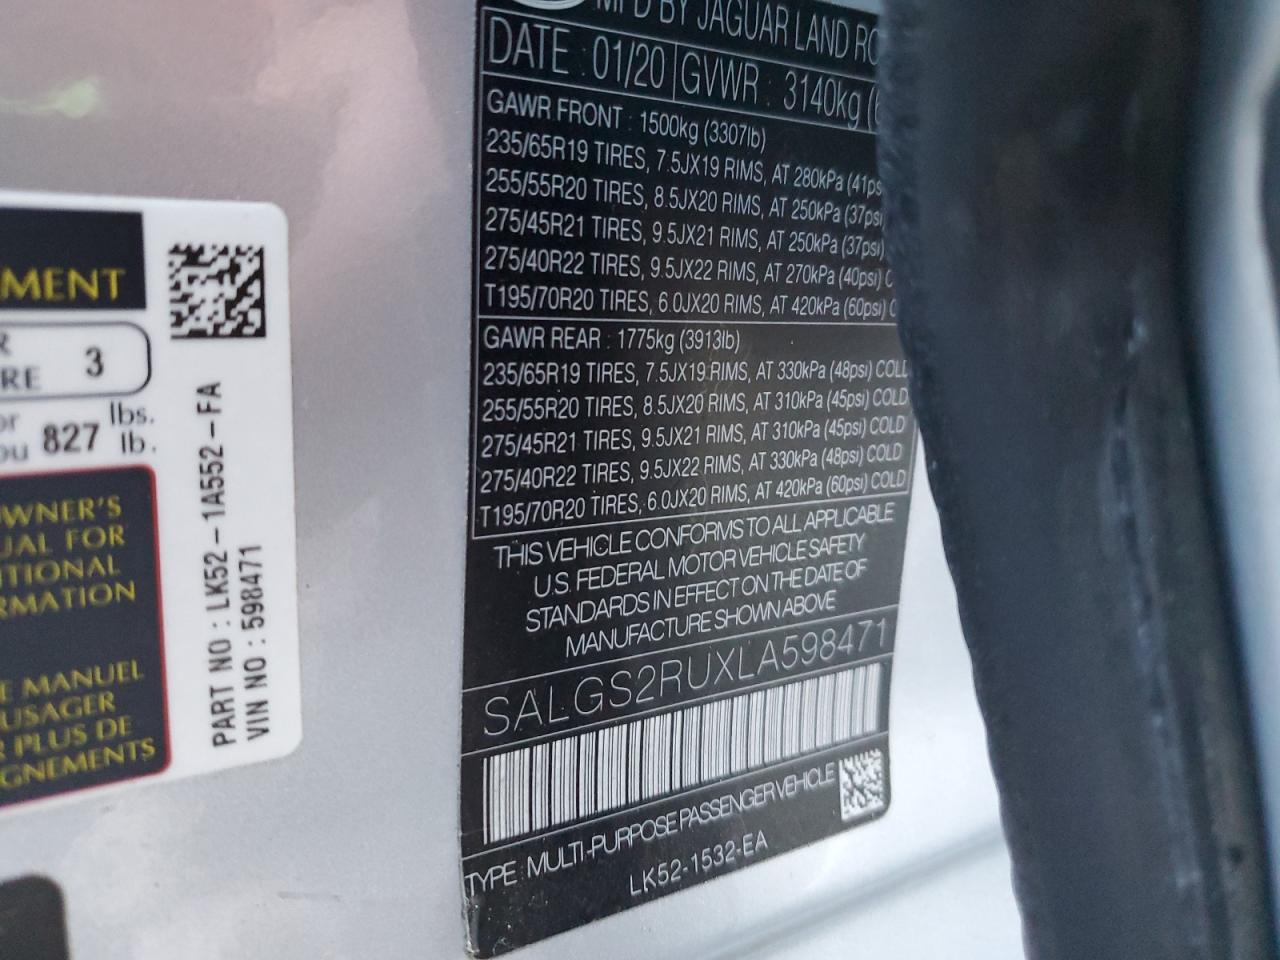 MENT
3
RE
lbs.
827 lb.
OWNER'S
UAL FOR
ITIONAL
RMATION
E MANUEL
USAGER
R PLUS DE
GNEMENTS
PART NO : LK52-1A552-FA
VIN NO : 598471
MFD BY JAGUAR LAND RO
DATE : 01/20 GVWR : 3140kg (6
GAWR FRONT : 1500kg (3307lb)
235/65R19 TIRES, 7.5JX19 RIMS, AT 280kPa (41ps
255/55R20 TIRES, 8.5JX20 RIMS, AT 250kPa (37psi
275/45R21 TIRES, 9.5JX21 RIMS, AT 250kPa (37psi)
275/40R22 TIRES, 9.5JX22 RIMS, AT 270kPa (40psi) C
T195/70R20 TIRES, 6.0JX20 RIMS, AT 420kPa (60psi) C
GAWR REAR : 1775kg (3913lb)
235/65R19 TIRES, 7.5JX19 RIMS, AT 330kPa (48psi) COLD
255/55R20 TIRES, 8.5JX20 RIMS, AT 310kPa (45psi) COLD
275/45R21 TIRES, 9.5JX21 RIMS, AT 310kPa (45psi) COLD
275/40R22 TIRES, 9.5JX22 RIMS, AT 330kPa (48psi) COLD
T195/70R20 TIRES, 6.0JX20 RIMS, AT 420kPa (60psi) COLD
THIS VEHICLE CONFORMS TO ALL APPLICABLE
U.S. FEDERAL MOTOR VEHICLE SAFETY
STANDARDS IN EFFECT ON THE DATE OF
MANUFACTURE SHOWN ABOVE
SALGS2RUXLA598471
TYPE : MULTI-PURPOSE PASSENGER VEHICLE
LK52-1532-EA